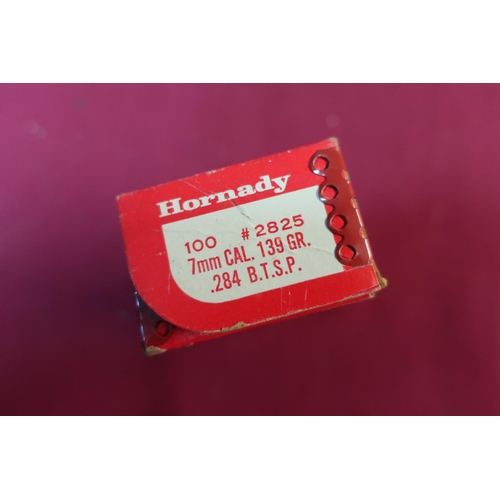 Hornady
100 # 2825
7mm CAL. 139 GR.
.284 B.T.S.P.